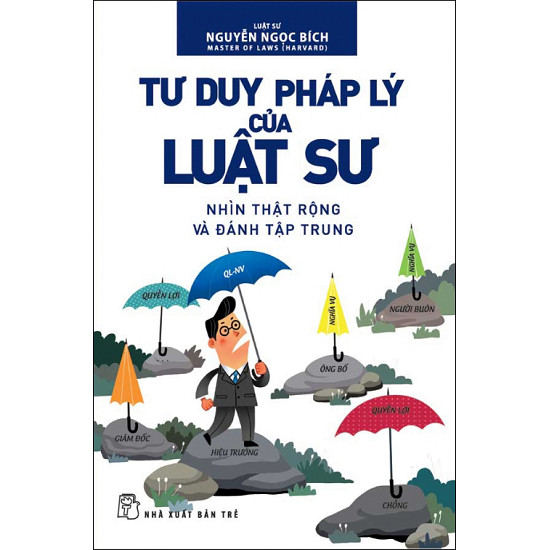 LUẬT SƯ
NGUYỄN NGỌC BÍCH
MASTER OF LAWS (HARVARD)
TƯ DUY PHÁP LÝ
CỦA
LUẬT SƯ
NHÌN THẬT RỘNG
VÀ ĐÁNH TẬP TRUNG
QUYỀN LỢI
QL-NV
NGHĨA VỤ
NGHĨA VỤ
NGƯỜI BUÔN
ÔNG BỐ
QUYỀN LỢI
GIÁM ĐỐC
HIỆU TRƯỞNG
CHỒNG
NHÀ XUẤT BẢN TRẺ